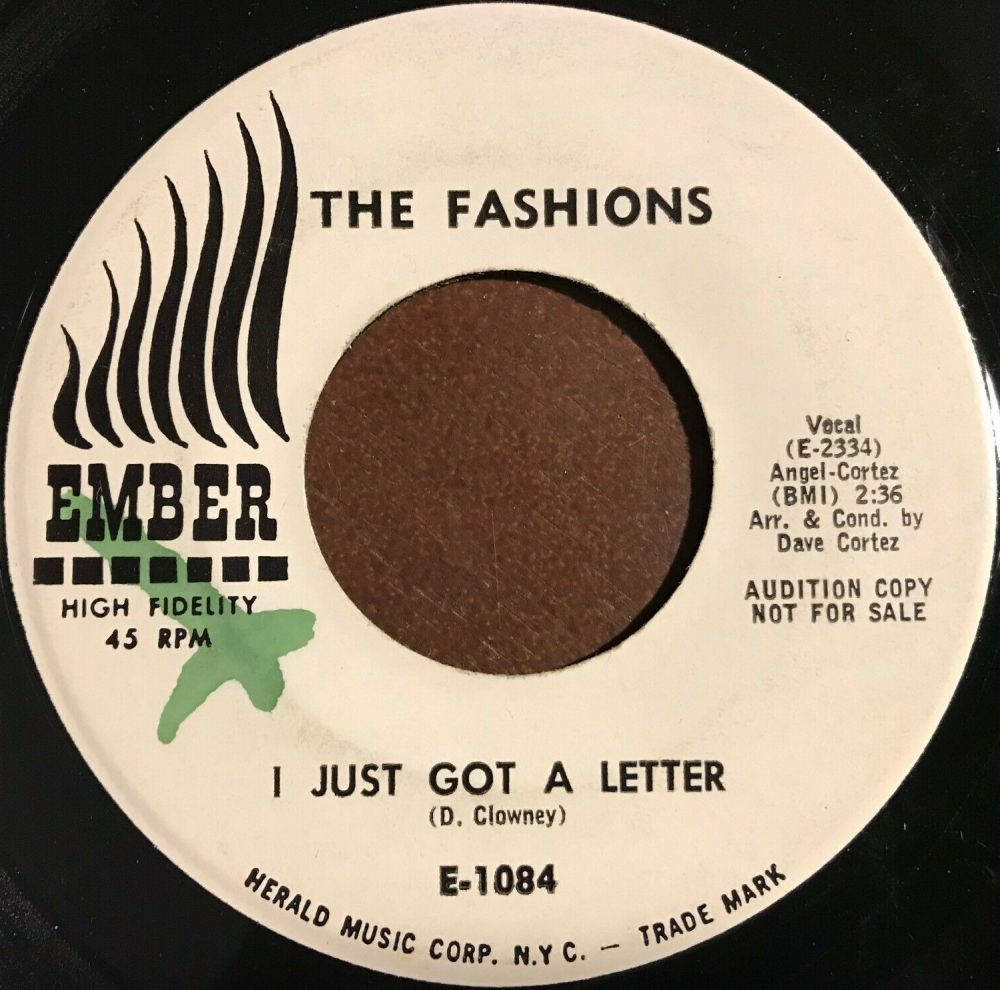 THE FASHIONS
Vocal
(E-2334)
Angel-Cortez
(BMI) 2:36
Arr. & Cond. by
Dave Cortez
AUDITION COPY
NOT FOR SALE
EMBER
HIGH FIDELITY
45 RPM
I JUST GOT A LETTER
(D. Clowney)
E-1084
HERALD MUSIC CORP. N.Y.C. — TRADE MARK